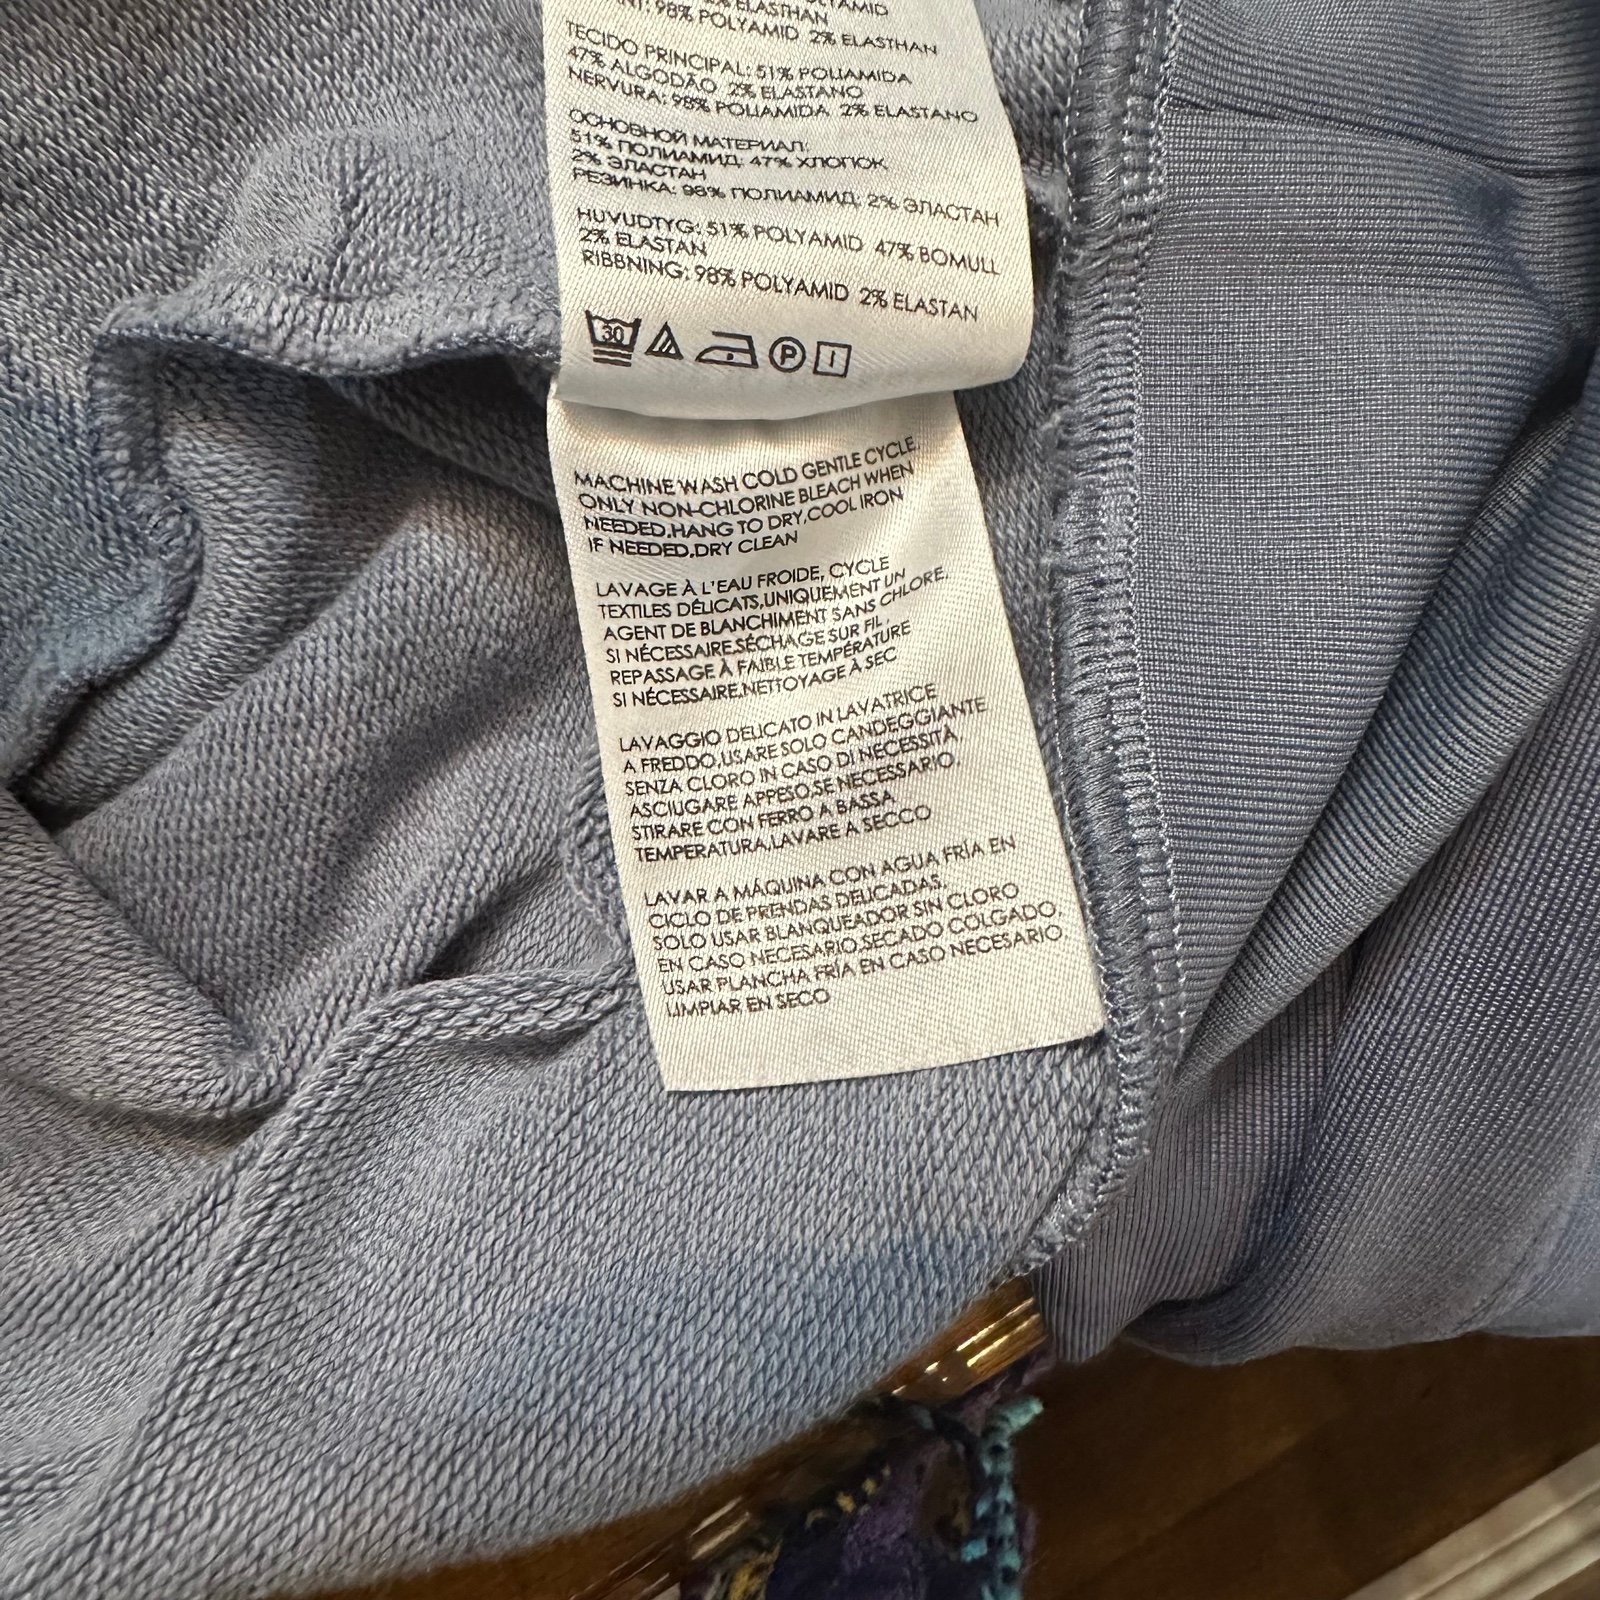 POLYAMID
2% ELASTHAN
98% POLYAMID 2% ELASTHAN
TECIDO PRINCIPAL: 51% POLIAMIDA
47% ALGODÃO 2% ELASTANO
NERVURA: 98% POLIAMIDA 2% ELASTANO
ОСНОВНОЙ МАТЕРИАЛ:
51% ПОЛИАМИД; 47% ХЛОПОК
2% ЭЛАСТАН
РЕЗИНКА: 98% ПОЛИАМИД; 2% ЭЛАСТАН
HUVUDTYG: 51% POLYAMID 47% BOMULL
2% ELASTAN
RIBBNING: 98% POLYAMID 2% ELASTAN
30 P
MACHINE WASH COLD GENTLE CYCLE,
ONLY NON-CHLORINE BLEACH WHEN
NEEDED,HANG TO DRY,COOL IRON
IF NEEDED,DRY CLEAN
LAVAGE À L'EAU FROIDE, CYCLE
TEXTILES DÉLICATS,UNIQUEMENT UN
AGENT DE BLANCHIMENT SANS CHLORE,
SI NÉCESSAIRE,SÉCHAGE SUR FIL,
REPASSAGE À FAIBLE TEMPÉRATURE
SI NÉCESSAIRE,NETTOYAGE À SEC
LAVAGGIO DELICATO IN LAVATRICE
A FREDDO,USARE SOLO CANDEGGIANTE
SENZA CLORO IN CASO DI NECESSITÀ
ASCIUGARE APPESO,SE NECESSARIO,
STIRARE CON FERRO A BASSA
TEMPERATURA,LAVARE A SECCO
LAVAR A MÁQUINA CON AGUA FRÍA EN
CICLO DE PRENDAS DELICADAS,
SOLO USAR BLANQUEADOR SIN CLORO
EN CASO NECESARIO,SECADO COLGADO,
USAR PLANCHA FRÍA EN CASO NECESARIO
LIMPIAR EN SECO